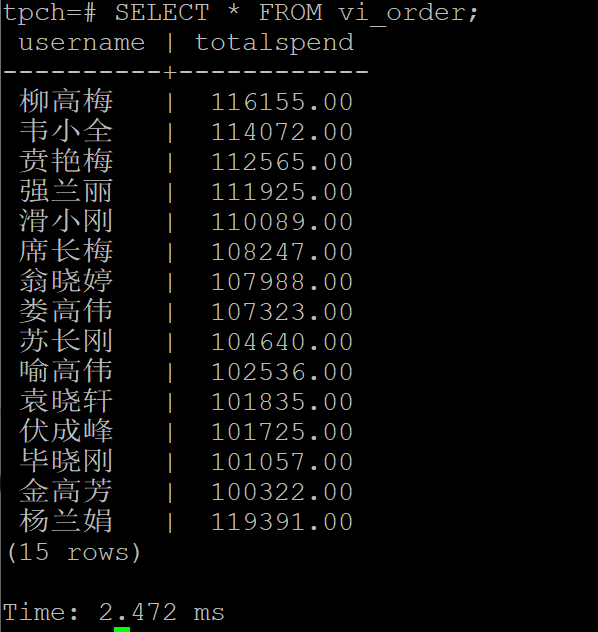 tpch=# SELECT * FROM vi_order;
 username | totalspend
----------+------------
 柳高梅   |  116155.00
 韦小全   |  114072.00
 贲艳梅   |  112565.00
 强兰丽   |  111925.00
 滑小刚   |  110089.00
 席长梅   |  108247.00
 翁晓婷   |  107988.00
 娄高伟   |  107323.00
 苏长刚   |  104640.00
 喻高伟   |  102536.00
 袁晓轩   |  101835.00
 伏成峰   |  101725.00
 毕晓刚   |  101057.00
 金高芳   |  100322.00
 杨兰娟   |  119391.00
(15 rows)

Time: 2.472 ms